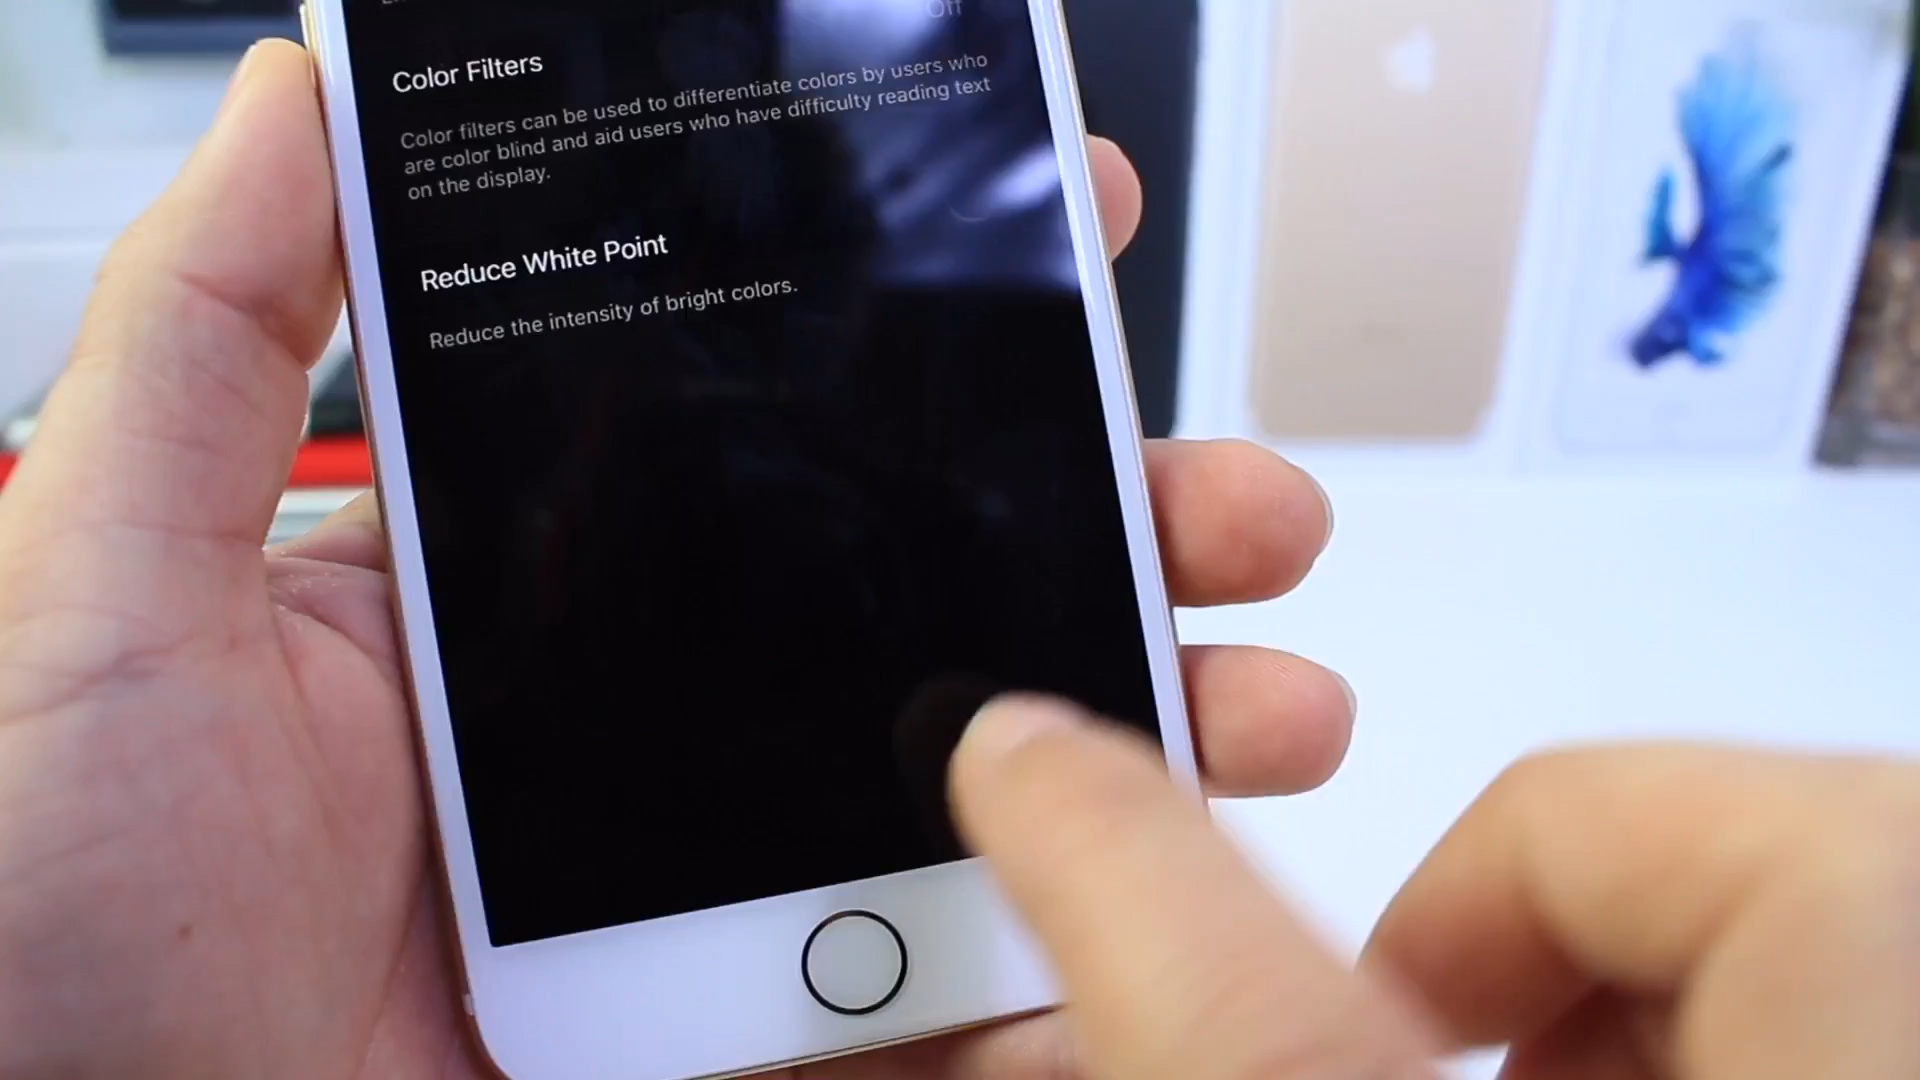 Off
Color Filters
Color filters can be used to differentiate colors by users who
are color blind and aid users who have difficulty reading text
on the display.
Reduce White Point
Reduce the intensity of bright colors.